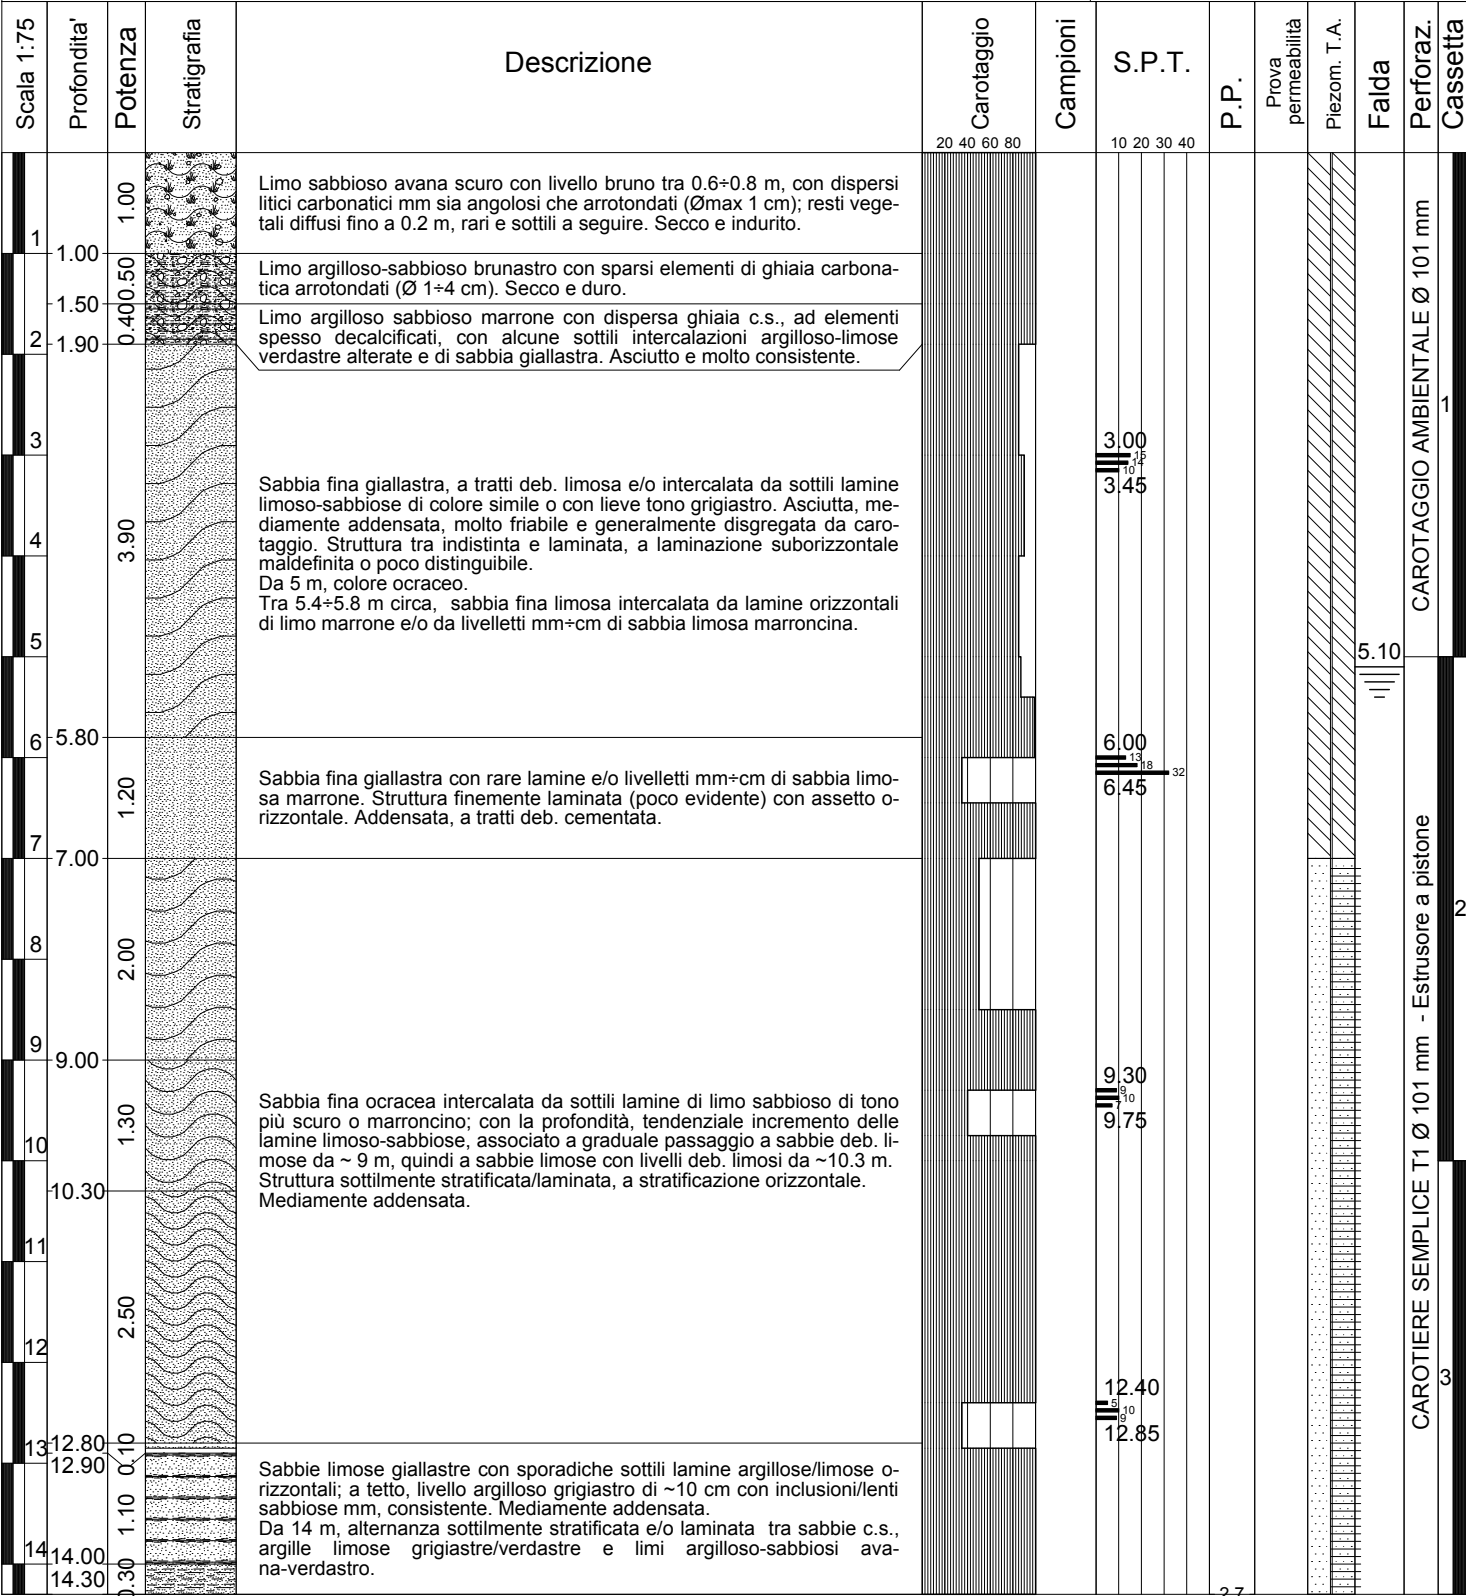 Scala 1:75
Profondita'
Potenza
Stratigrafia
Descrizione
Carotaggio
20 40 60 80
Campioni
S.P.T.
10 20 30 40
P.P.
Prova
permeabilità
Piezom. T.A.
Falda
Perforaz.
Cassetta
1
2
3
4
5
6
7
8
9
10
11
12
13
14
1.00
1.50
1.90
5.80
7.00
9.00
10.30
12.80
12.90
14.00
14.30
1.00
0.50
0.40
3.90
1.20
2.00
1.30
2.50
0.10
1.10
0.30
Limo sabbioso avana scuro con livello bruno tra 0.6÷0.8 m, con dispersi
litici carbonatici mm sia angolosi che arrotondati (Ømax 1 cm); resti vege-
tali diffusi fino a 0.2 m, rari e sottili a seguire. Secco e indurito.
Limo argilloso-sabbioso brunastro con sparsi elementi di ghiaia carbona-
tica arrotondati (Ø 1÷4 cm). Secco e duro.
Limo argilloso sabbioso marrone con dispersa ghiaia c.s., ad elementi
spesso decalcificati, con alcune sottili intercalazioni argilloso-limose
verdastre alterate e di sabbia giallastra. Asciutto e molto consistente.
Sabbia fina giallastra, a tratti deb. limosa e/o intercalata da sottili lamine
limoso-sabbiose di colore simile o con lieve tono grigiastro. Asciutta, me-
diamente addensata, molto friabile e generalmente disgregata da caro-
taggio. Struttura tra indistinta e laminata, a laminazione suborizzontale
maldefinita o poco distinguibile.
Da 5 m, colore ocraceo.
Tra 5.4÷5.8 m circa, sabbia fina limosa intercalata da lamine orizzontali
di limo marrone e/o da livelletti mm÷cm di sabbia limosa marroncina.
Sabbia fina giallastra con rare lamine e/o livelletti mm÷cm di sabbia limo-
sa marrone. Struttura finemente laminata (poco evidente) con assetto o-
rizzontale. Addensata, a tratti deb. cementata.
Sabbia fina ocracea intercalata da sottili lamine di limo sabbioso di tono
più scuro o marroncino; con la profondità, tendenziale incremento delle
lamine limoso-sabbiose, associato a graduale passaggio a sabbie deb. li-
mose da ~ 9 m, quindi a sabbie limose con livelli deb. limosi da ~10.3 m.
Struttura sottilmente stratificata/laminata, a stratificazione orizzontale.
Mediamente addensata.
Sabbie limose giallastre con sporadiche sottili lamine argillose/limose o-
rizzontali; a tetto, livello argilloso grigiastro di ~10 cm con inclusioni/lenti
sabbiose mm, consistente. Mediamente addensata.
Da 14 m, alternanza sottilmente stratificata e/o laminata tra sabbie c.s.,
argille limose grigiastre/verdastre e limi argilloso-sabbiosi ava-
na-verdastro.
3.00
15
14
10
3.45
6.00
13
18
32
6.45
9.30
9
10
7
9.75
12.40
5
10
9
12.85
2.7
5.10
CAROTAGGIO AMBIENTALE Ø 101 mm
CAROTIERE SEMPLICE T1 Ø 101 mm - Estrusore a pistone
1
2
3